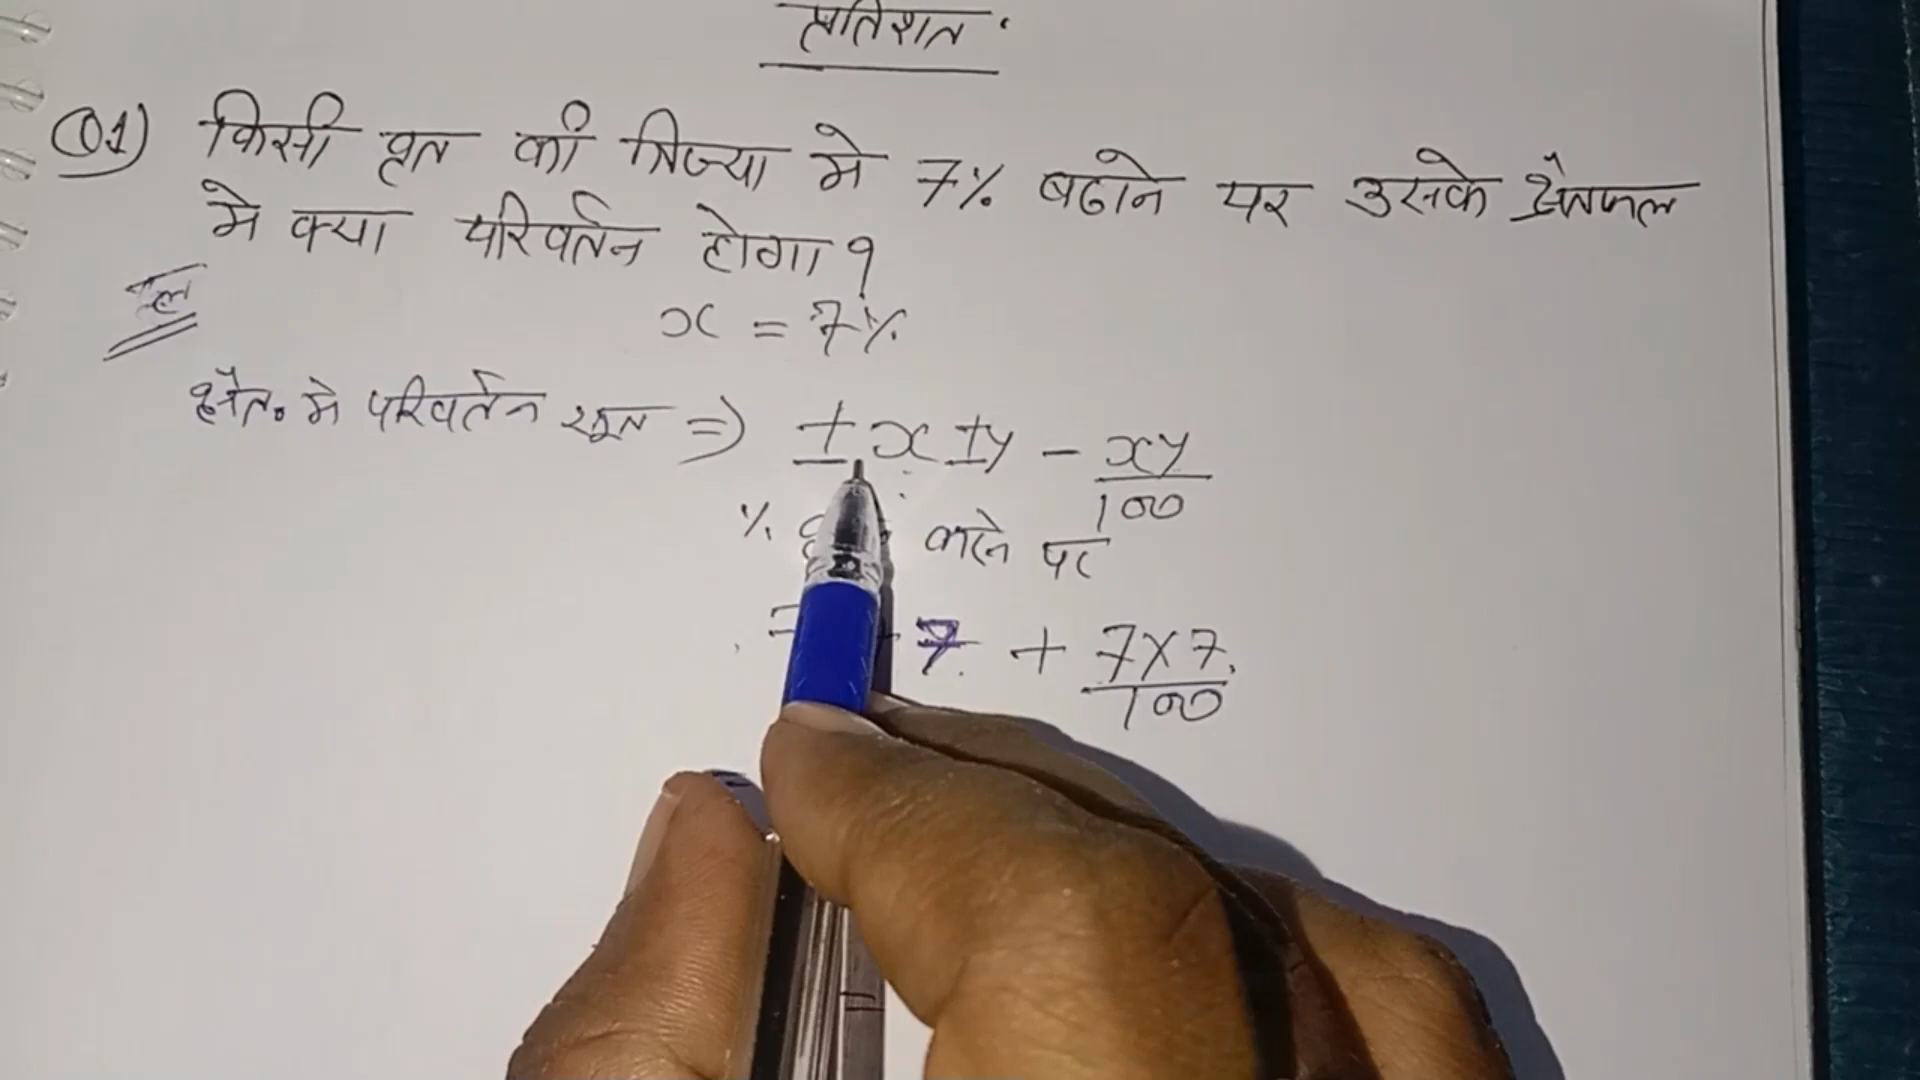 प्रतिशत
Q1) किसी वृत की त्रिज्या मे 7% बढाने पर उसके क्षेत्रफल
मे क्या परिवर्तन होगा?
हल
x = 7%
क्षेत्र. मे परिवर्तन सूत्र => ± x ± y - xy/100
% करने पर
7 + 7×7/100